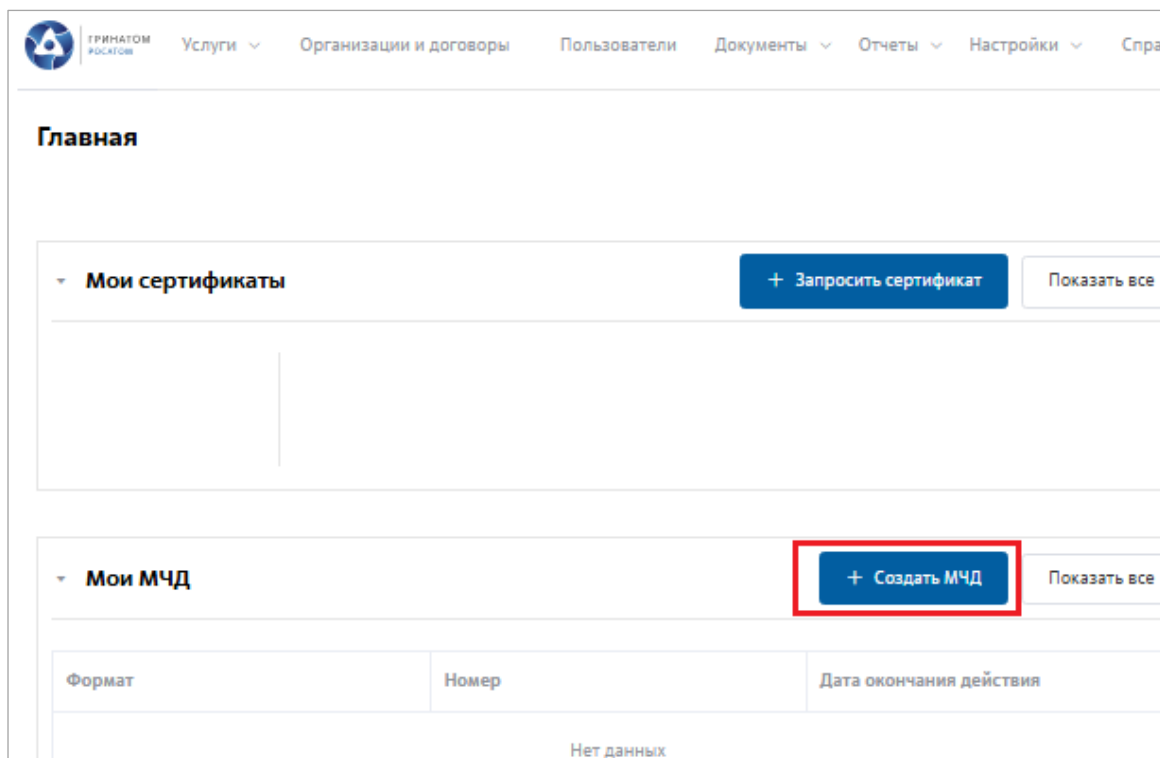 ГРИНАТОМ
РОСАТОМ
Услуги Организации и договоры Пользователи Документы Отчеты Настройки Спра
Главная
Мои сертификаты + Запросить сертификат Показать все
Мои МЧД + Создать МЧД Показать все
Формат Номер Дата окончания действия
Нет данных